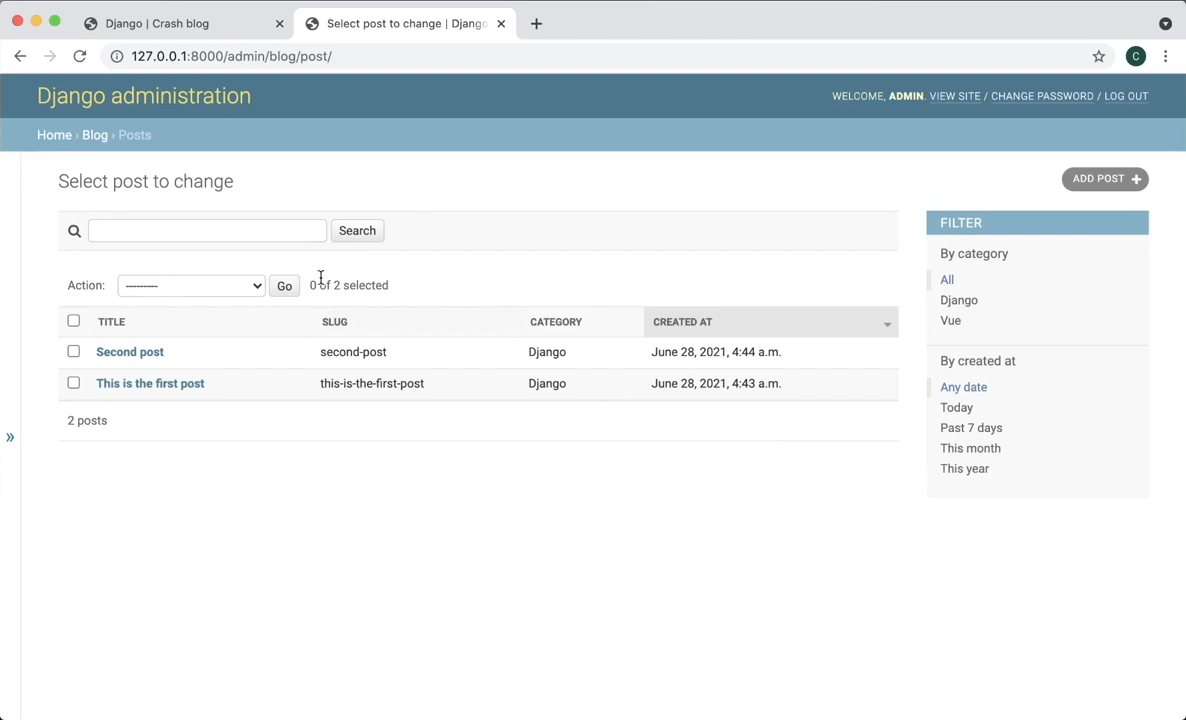 Django | Crash blog
Select post to change | Django
127.0.0.1:8000/admin/blog/post/
C
Django administration
WELCOME, ADMIN. VIEW SITE / CHANGE PASSWORD / LOG OUT
Home › Blog › Posts
Select post to change
ADD POST +
Search
FILTER
By category
All
Django
Vue
By created at
Any date
Today
Past 7 days
This month
This year
Action: --------- Go 0 of 2 selected
TITLE SLUG CATEGORY CREATED AT
Second post second-post Django June 28, 2021, 4:44 a.m.
This is the first post this-is-the-first-post Django June 28, 2021, 4:43 a.m.
2 posts
»